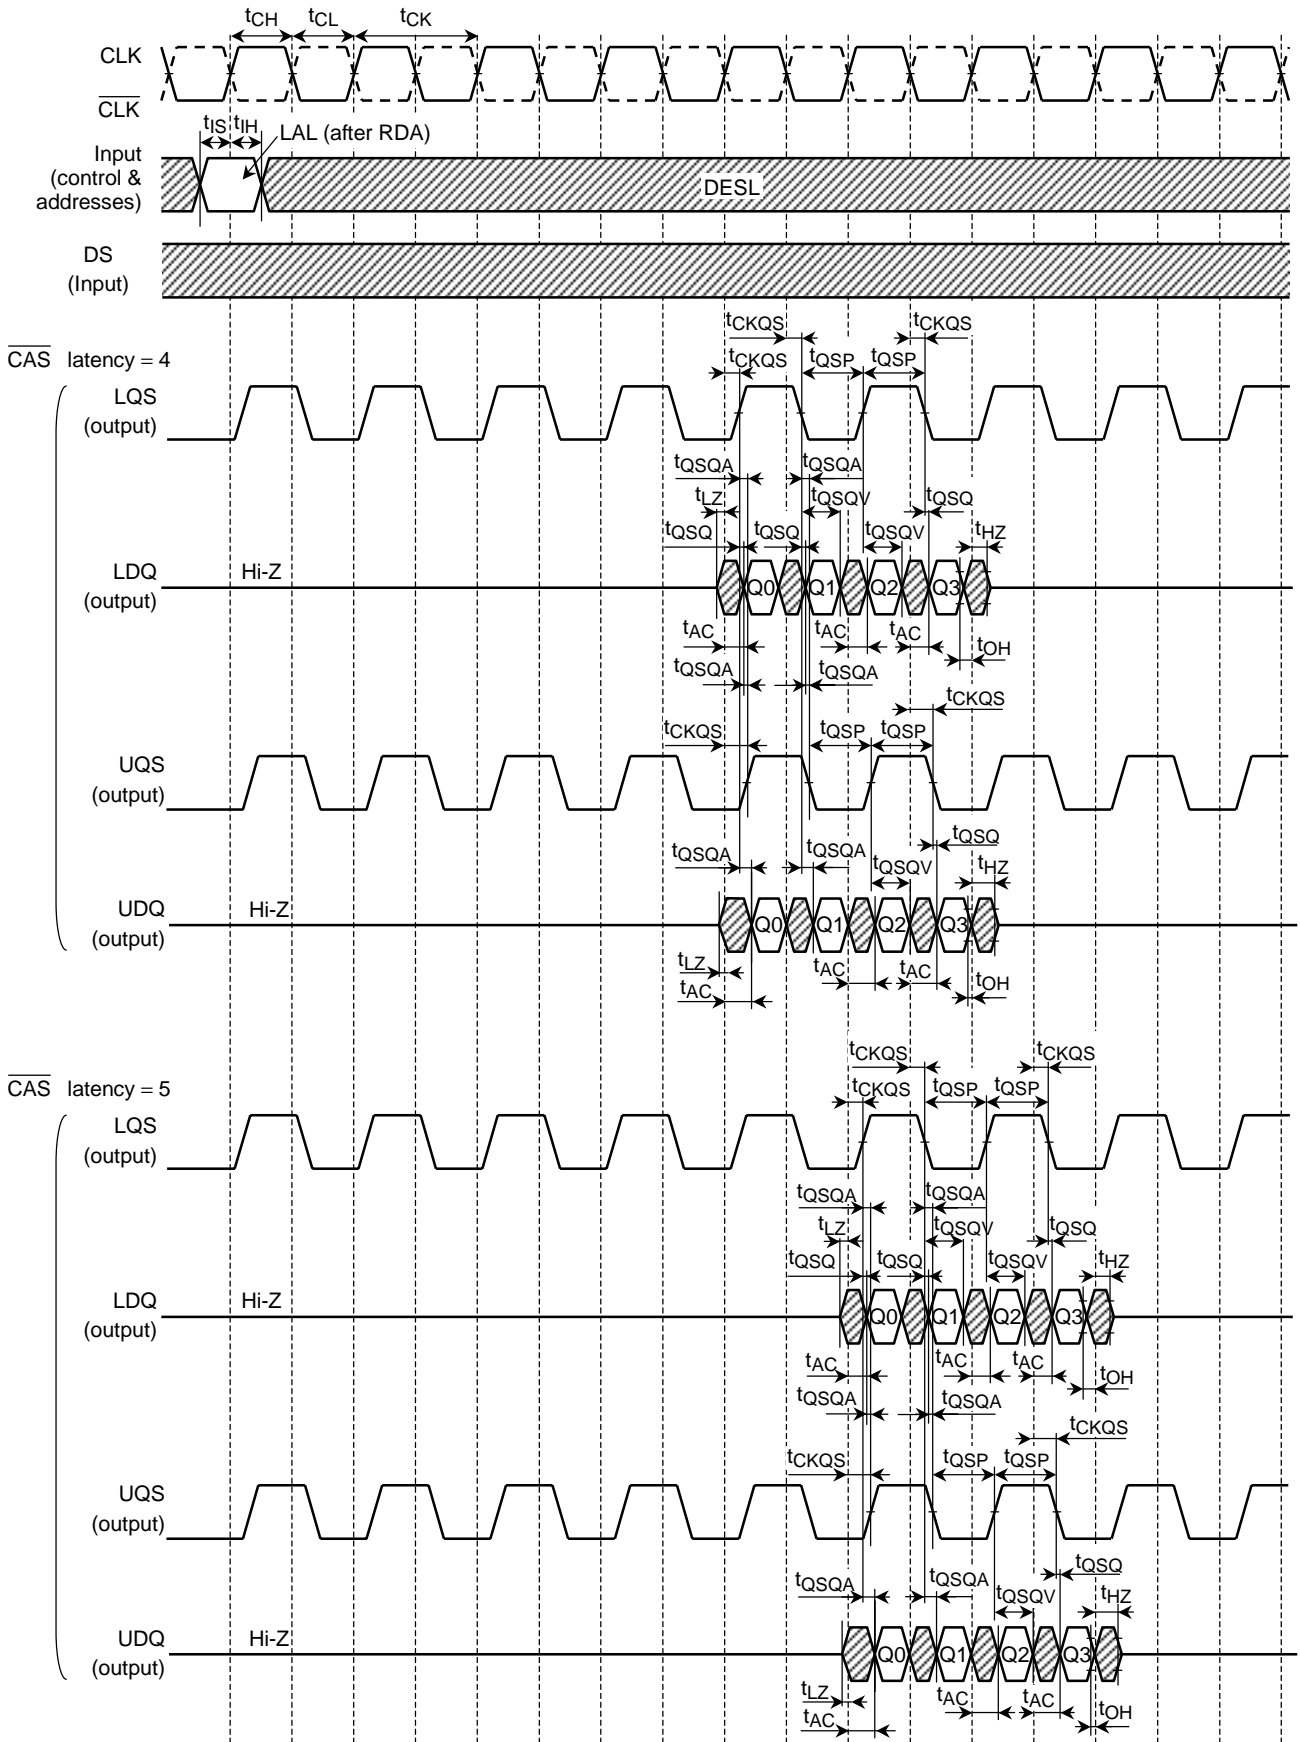 tCH tCL tCK
CLK
CLK
tIS tIH
LAL (after RDA)
Input
(control &
addresses)
DESL
DS
(Input)
tCKQS tCKQS
CAS latency = 4
tCKQS tQSP tQSP
LQS
(output)
tQSQA tQSQA
tLZ tQSQV tQSQ
tQSQ tQSQ tQSQV tHZ
LDQ
(output)
Hi-Z
Q0 Q1 Q2 Q3
tAC tAC tAC tOH
tQSQA tQSQA
tCKQS
tCKQS tQSP tQSP
UQS
(output)
tQSQ
tQSQA tQSQA tQSQV tHZ
UDQ
(output)
Hi-Z
Q0 Q1 Q2 Q3
tLZ tAC tAC tOH
tAC
tCKQS tCKQS
CAS latency = 5
tCKQS tQSP tQSP
LQS
(output)
tQSQA tQSQA
tLZ tQSQV tQSQ
tQSQ tQSQ tQSQV tHZ
LDQ
(output)
Hi-Z
Q0 Q1 Q2 Q3
tAC tAC tAC tOH
tQSQA tQSQA
tCKQS
tCKQS tQSP tQSP
UQS
(output)
tQSQ
tQSQA tQSQA tQSQV tHZ
UDQ
(output)
Hi-Z
Q0 Q1 Q2 Q3
tLZ tAC tAC tOH
tAC